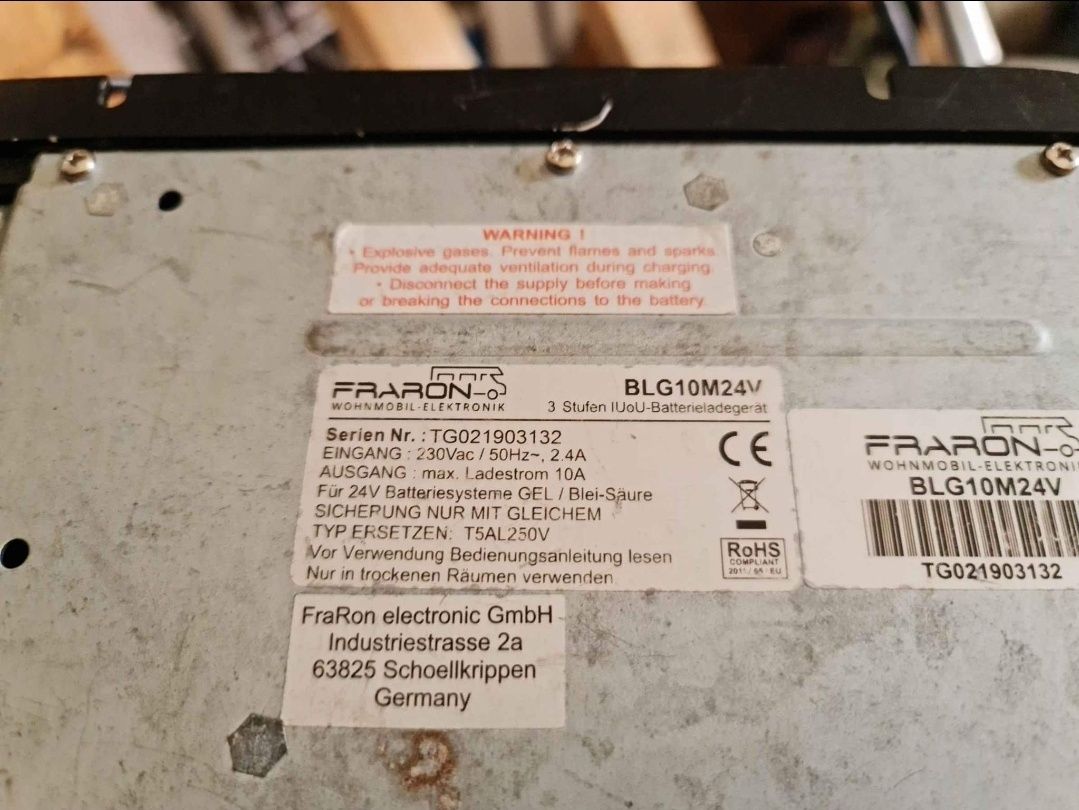 WARNING !
• Explosive gases. Prevent flames and sparks
Provide adequate ventilation during charging.
• Disconnect the supply before making
or breaking the connections to the battery.
FRARON
WOHNMOBIL-ELEKTRONIK
BLG10M24V
3 Stufen IUoU-Batterieladegerät
Serien Nr. : TG021903132
EINGANG : 230Vac / 50Hz~, 2.4A
AUSGANG : max. Ladestrom 10A
Für 24V Batteriesysteme GEL / Blei-Säure
SICHEPUNG NUR MIT GLEICHEM
TYP ERSETZEN: T5AL250V
Vor Verwendung Bedienungsanleitung lesen
Nur in trockenen Räumen verwenden
CE
RoHS
COMPLIANT
FRARON
WOHNMOBIL-ELEKTRONI
BLG10M24V
TG021903132
FraRon electronic GmbH
Industriestrasse 2a
63825 Schoellkrippen
Germany